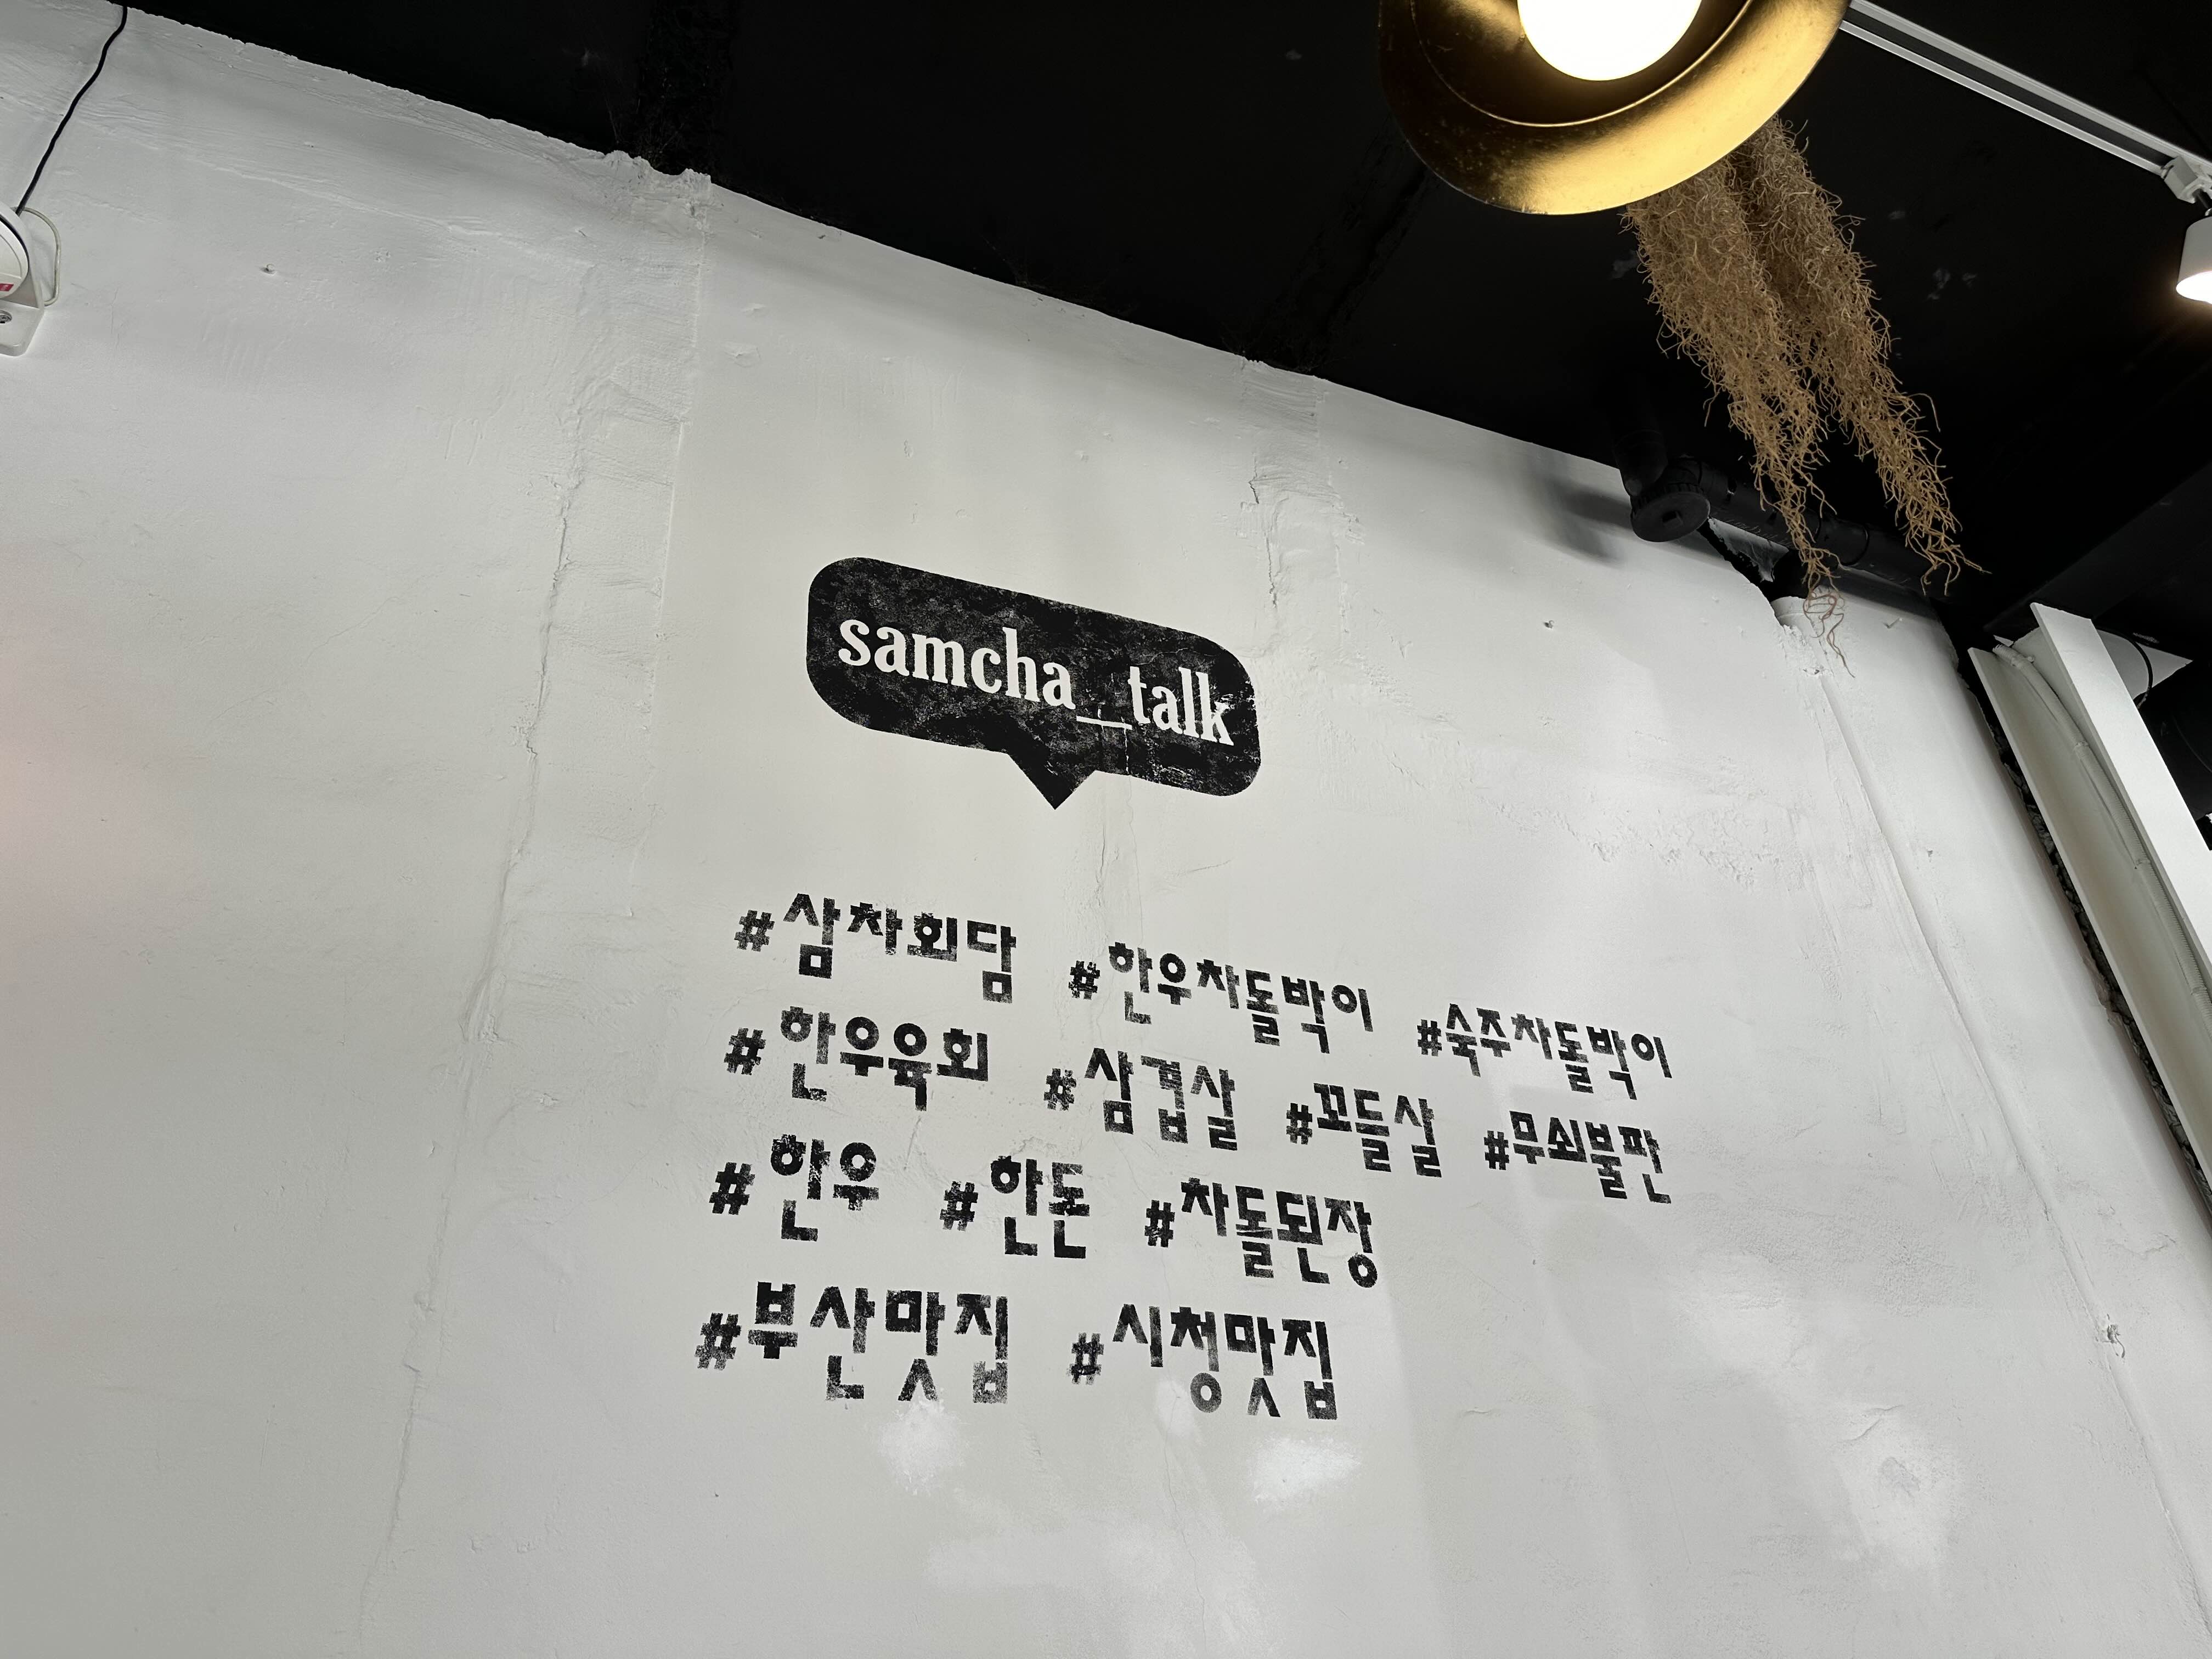 samcha__talk
#삼차회담 #한우차돌박이 #숙주차돌박이
#한우육회 #삼겹살 #꼬들살 #무쇠불판
#한우 #한돈 #차돌된장
#부산맛집 #시청맛집